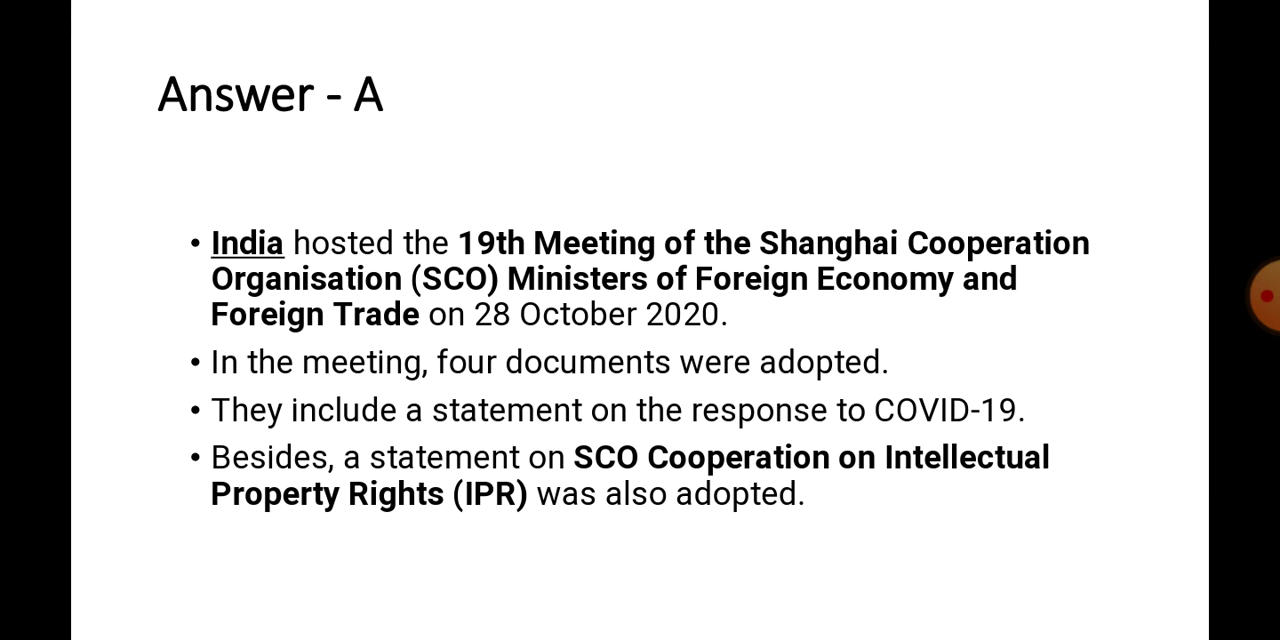 Answer - A
• India hosted the 19th Meeting of the Shanghai Cooperation
Organisation (SCO) Ministers of Foreign Economy and
Foreign Trade on 28 October 2020.
• In the meeting, four documents were adopted.
• They include a statement on the response to COVID-19.
• Besides, a statement on SCO Cooperation on Intellectual
Property Rights (IPR) was also adopted.